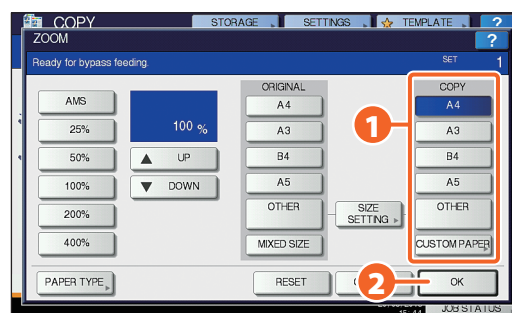 COPY STORAGE SETTINGS TEMPLATE ?
ZOOM ?
Ready for bypass feeding. SET 1
ORIGINAL COPY
AMS A4 A4
25% 100 % A3 1 A3
50% UP B4 B4
100% DOWN A5 A5
200% OTHER SIZE SETTING OTHER
400% MIXED SIZE CUSTOM PAPER
PAPER TYPE RESET 2 OK
JOB STATUS